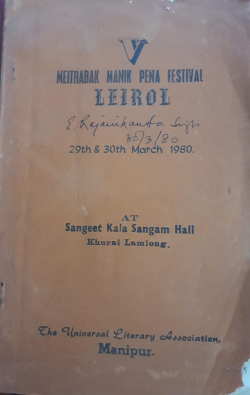 V
MEITRABAK MANIK PENA FESTIVAL
LEIROL
E. Rajanikanta Singh
30/3/80
29th & 30th March 1980.
AT
Sangeet Kala Sangam Hall
Khurai Lamlong.
The Universal Literary Association,
Manipur.